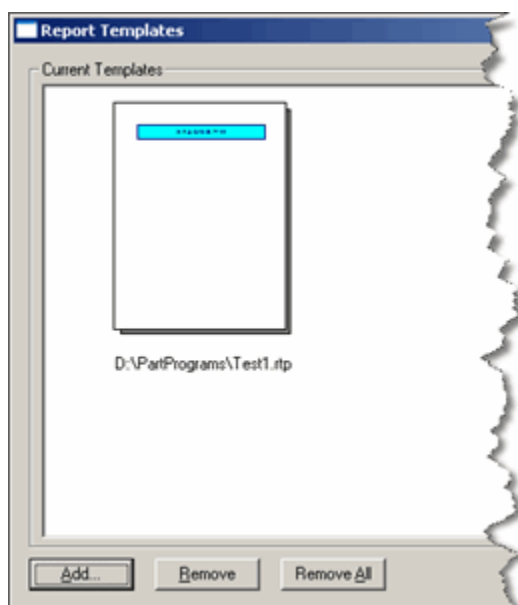 Report Templates
Current Templates
D:\PartPrograms\Test1.rtp
Add...
Remove
Remove All